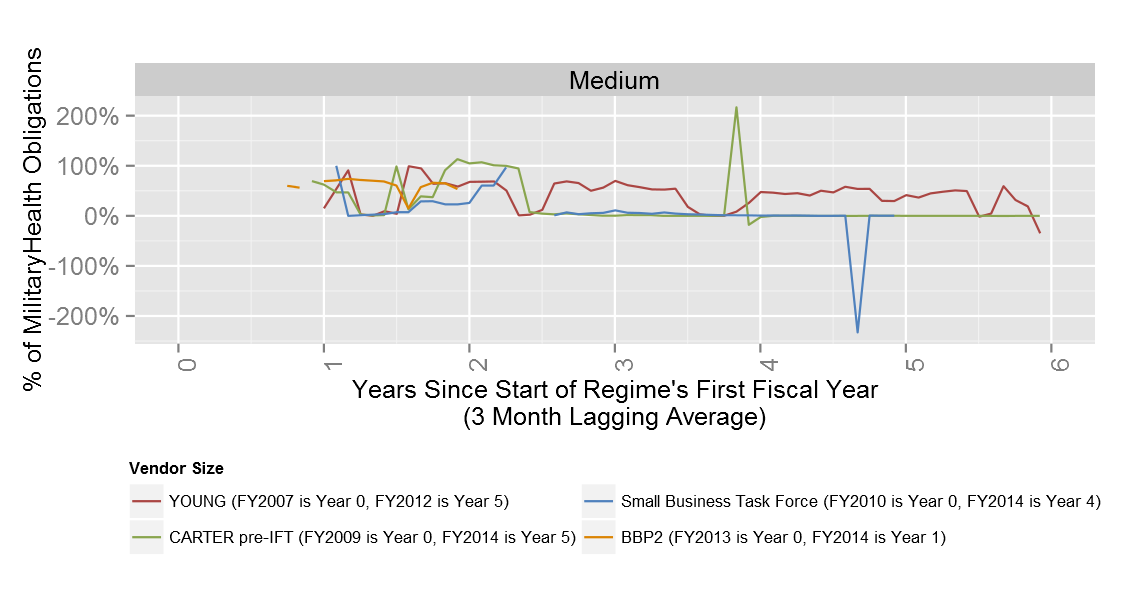 Medium
% of MilitaryHealth Obligations
200%
100%
0%
-100%
-200%
0
1
2
3
4
5
6
Years Since Start of Regime's First Fiscal Year
(3 Month Lagging Average)
Vendor Size
YOUNG (FY2007 is Year 0, FY2012 is Year 5)
Small Business Task Force (FY2010 is Year 0, FY2014 is Year 4)
CARTER pre-IFT (FY2009 is Year 0, FY2014 is Year 5)
BBP2 (FY2013 is Year 0, FY2014 is Year 1)